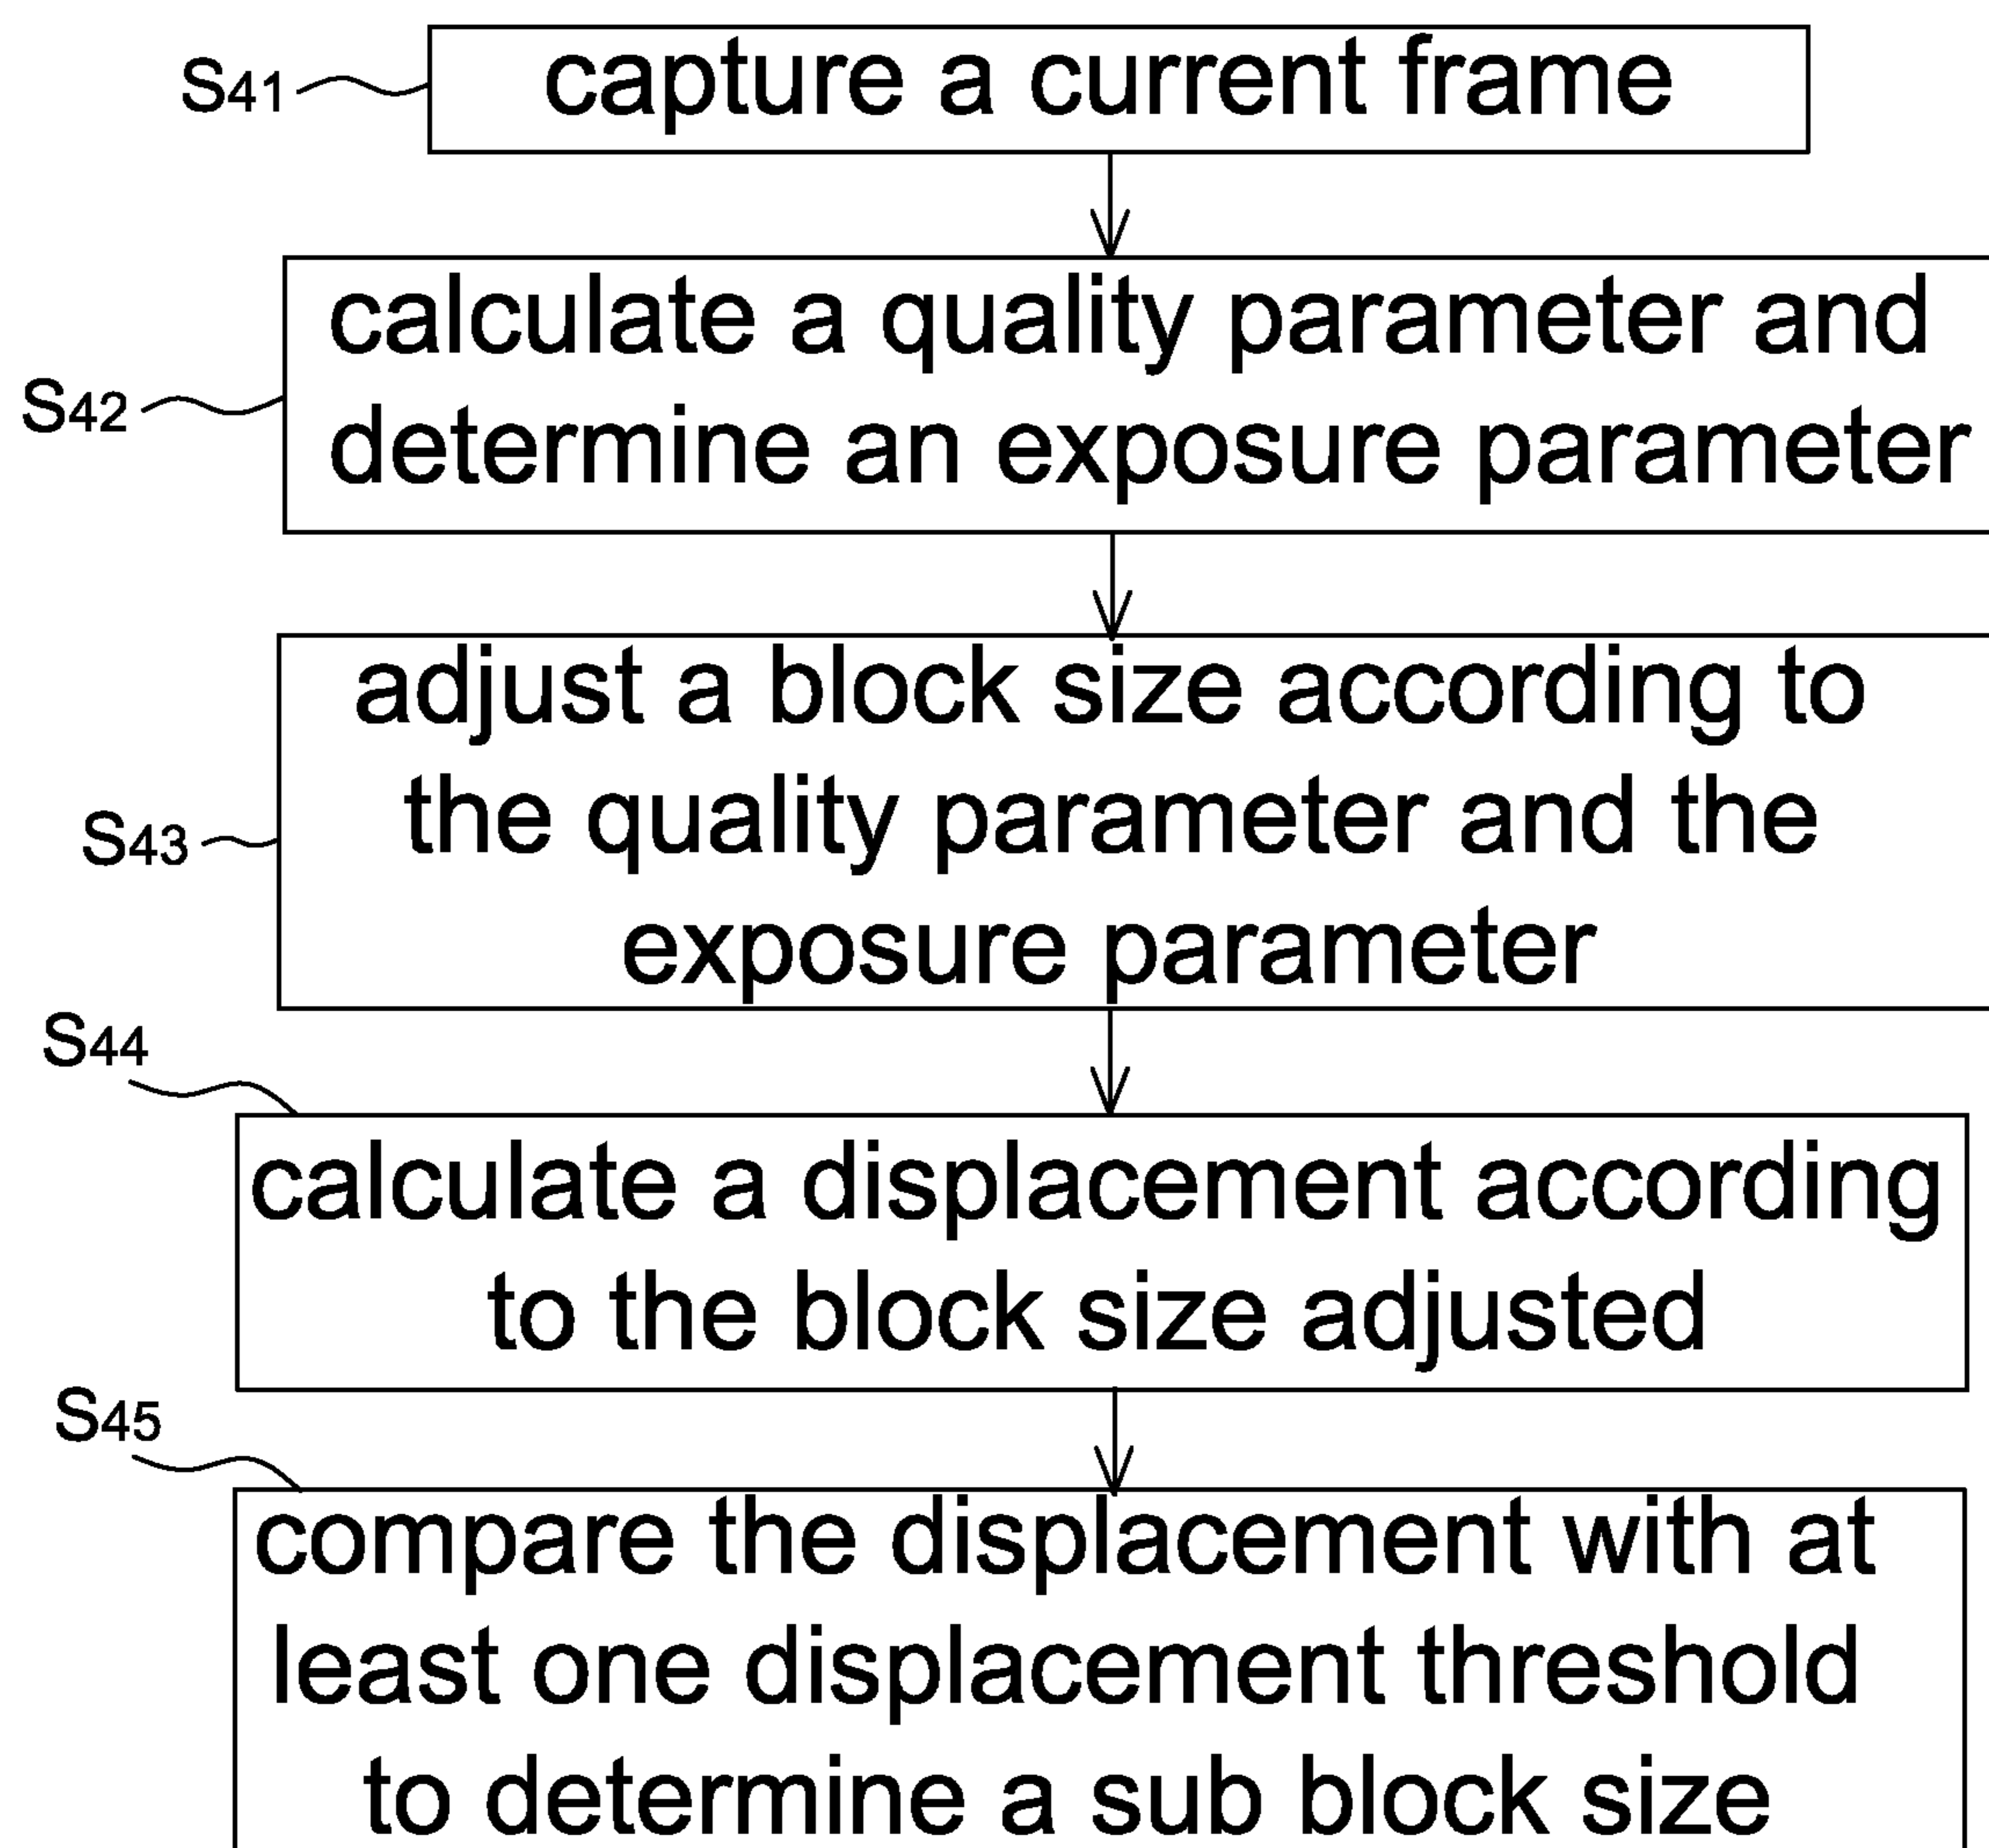 S41
capture a current frame
S42
calculate a quality parameter and
determine an exposure parameter
S43
adjust a block size according to
the quality parameter and the
exposure parameter
S44
calculate a displacement according
to the block size adjusted
S45
compare the displacement with at
least one displacement threshold
to determine a sub block size